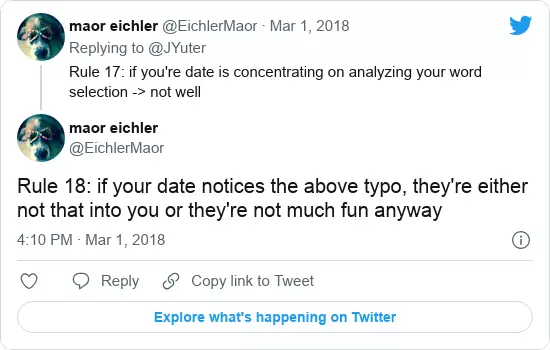 maor eichler @EichlerMaor · Mar 1, 2018
Replying to @JYuter
Rule 17: if you're date is concentrating on analyzing your word
selection -> not well
maor eichler
@EichlerMaor
Rule 18: if your date notices the above typo, they're either
not that into you or they're not much fun anyway
4:10 PM · Mar 1, 2018
Reply Copy link to Tweet
Explore what's happening on Twitter